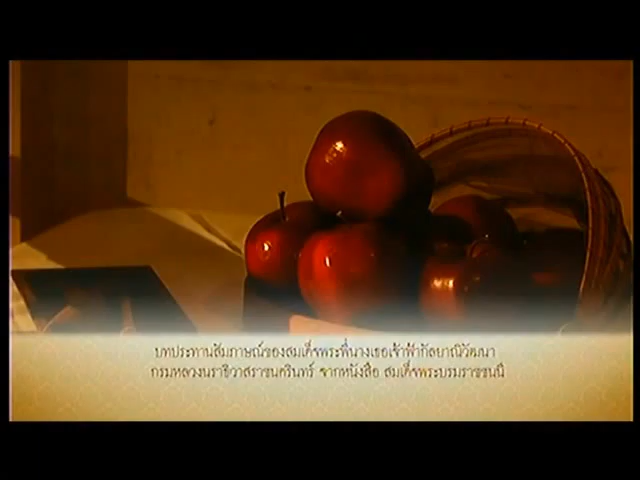 บทประทานสัมภาษณ์ของสมเด็จพระพี่นางเธอเจ้าฟ้ากัลยาณิวัฒนา
กรมหลวงนราธิวาสราชนครินทร์ จากหนังสือ สมเด็จพระบรมราชชนนี